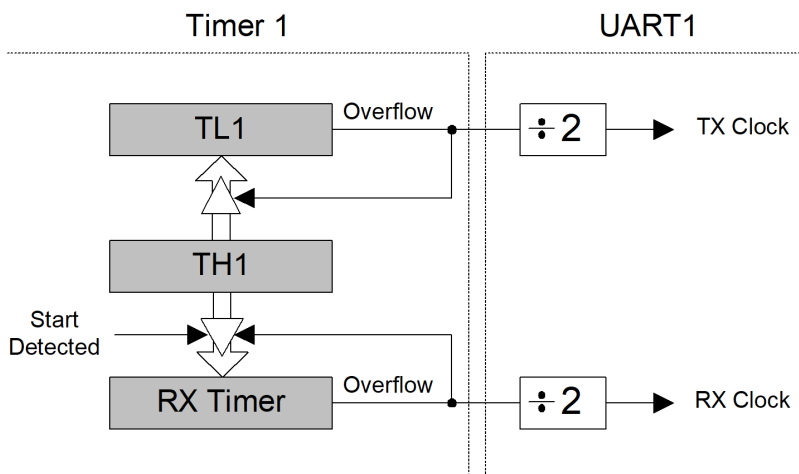 Timer 1
UART1
TL1
Overflow
÷ 2
TX Clock
TH1
Start
Detected
RX Timer
Overflow
÷ 2
RX Clock